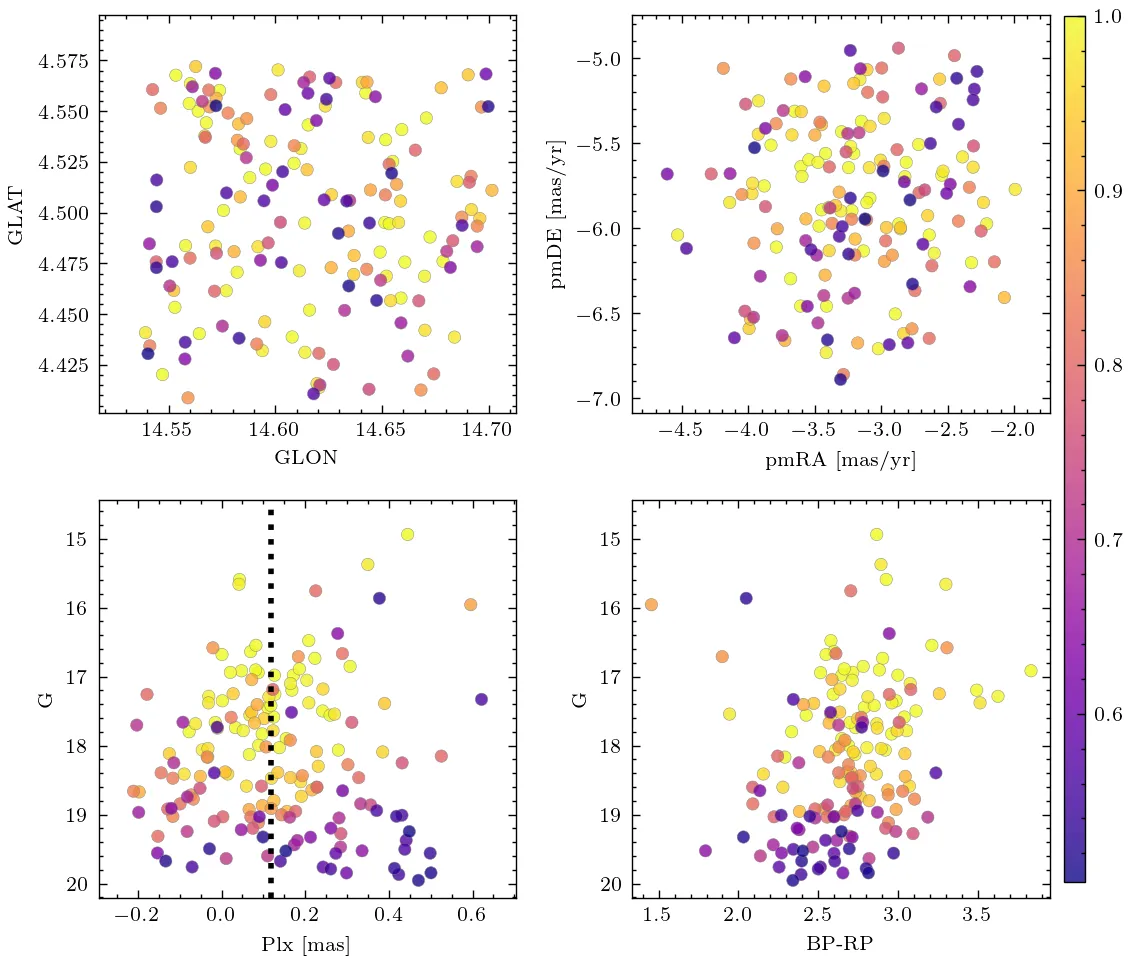 4.575
4.550
4.525
4.500
4.475
4.450
4.425
GLAT
14.55 14.60 14.65 14.70
GLON
−5.0
−5.5
−6.0
−6.5
−7.0
pmDE [mas/yr]
−4.5 −4.0 −3.5 −3.0 −2.5 −2.0
pmRA [mas/yr]
1.0
0.9
0.8
0.7
0.6
15
16
17
18
19
20
G
−0.2 0.0 0.2 0.4 0.6
Plx [mas]
15
16
17
18
19
20
G
1.5 2.0 2.5 3.0 3.5
BP-RP